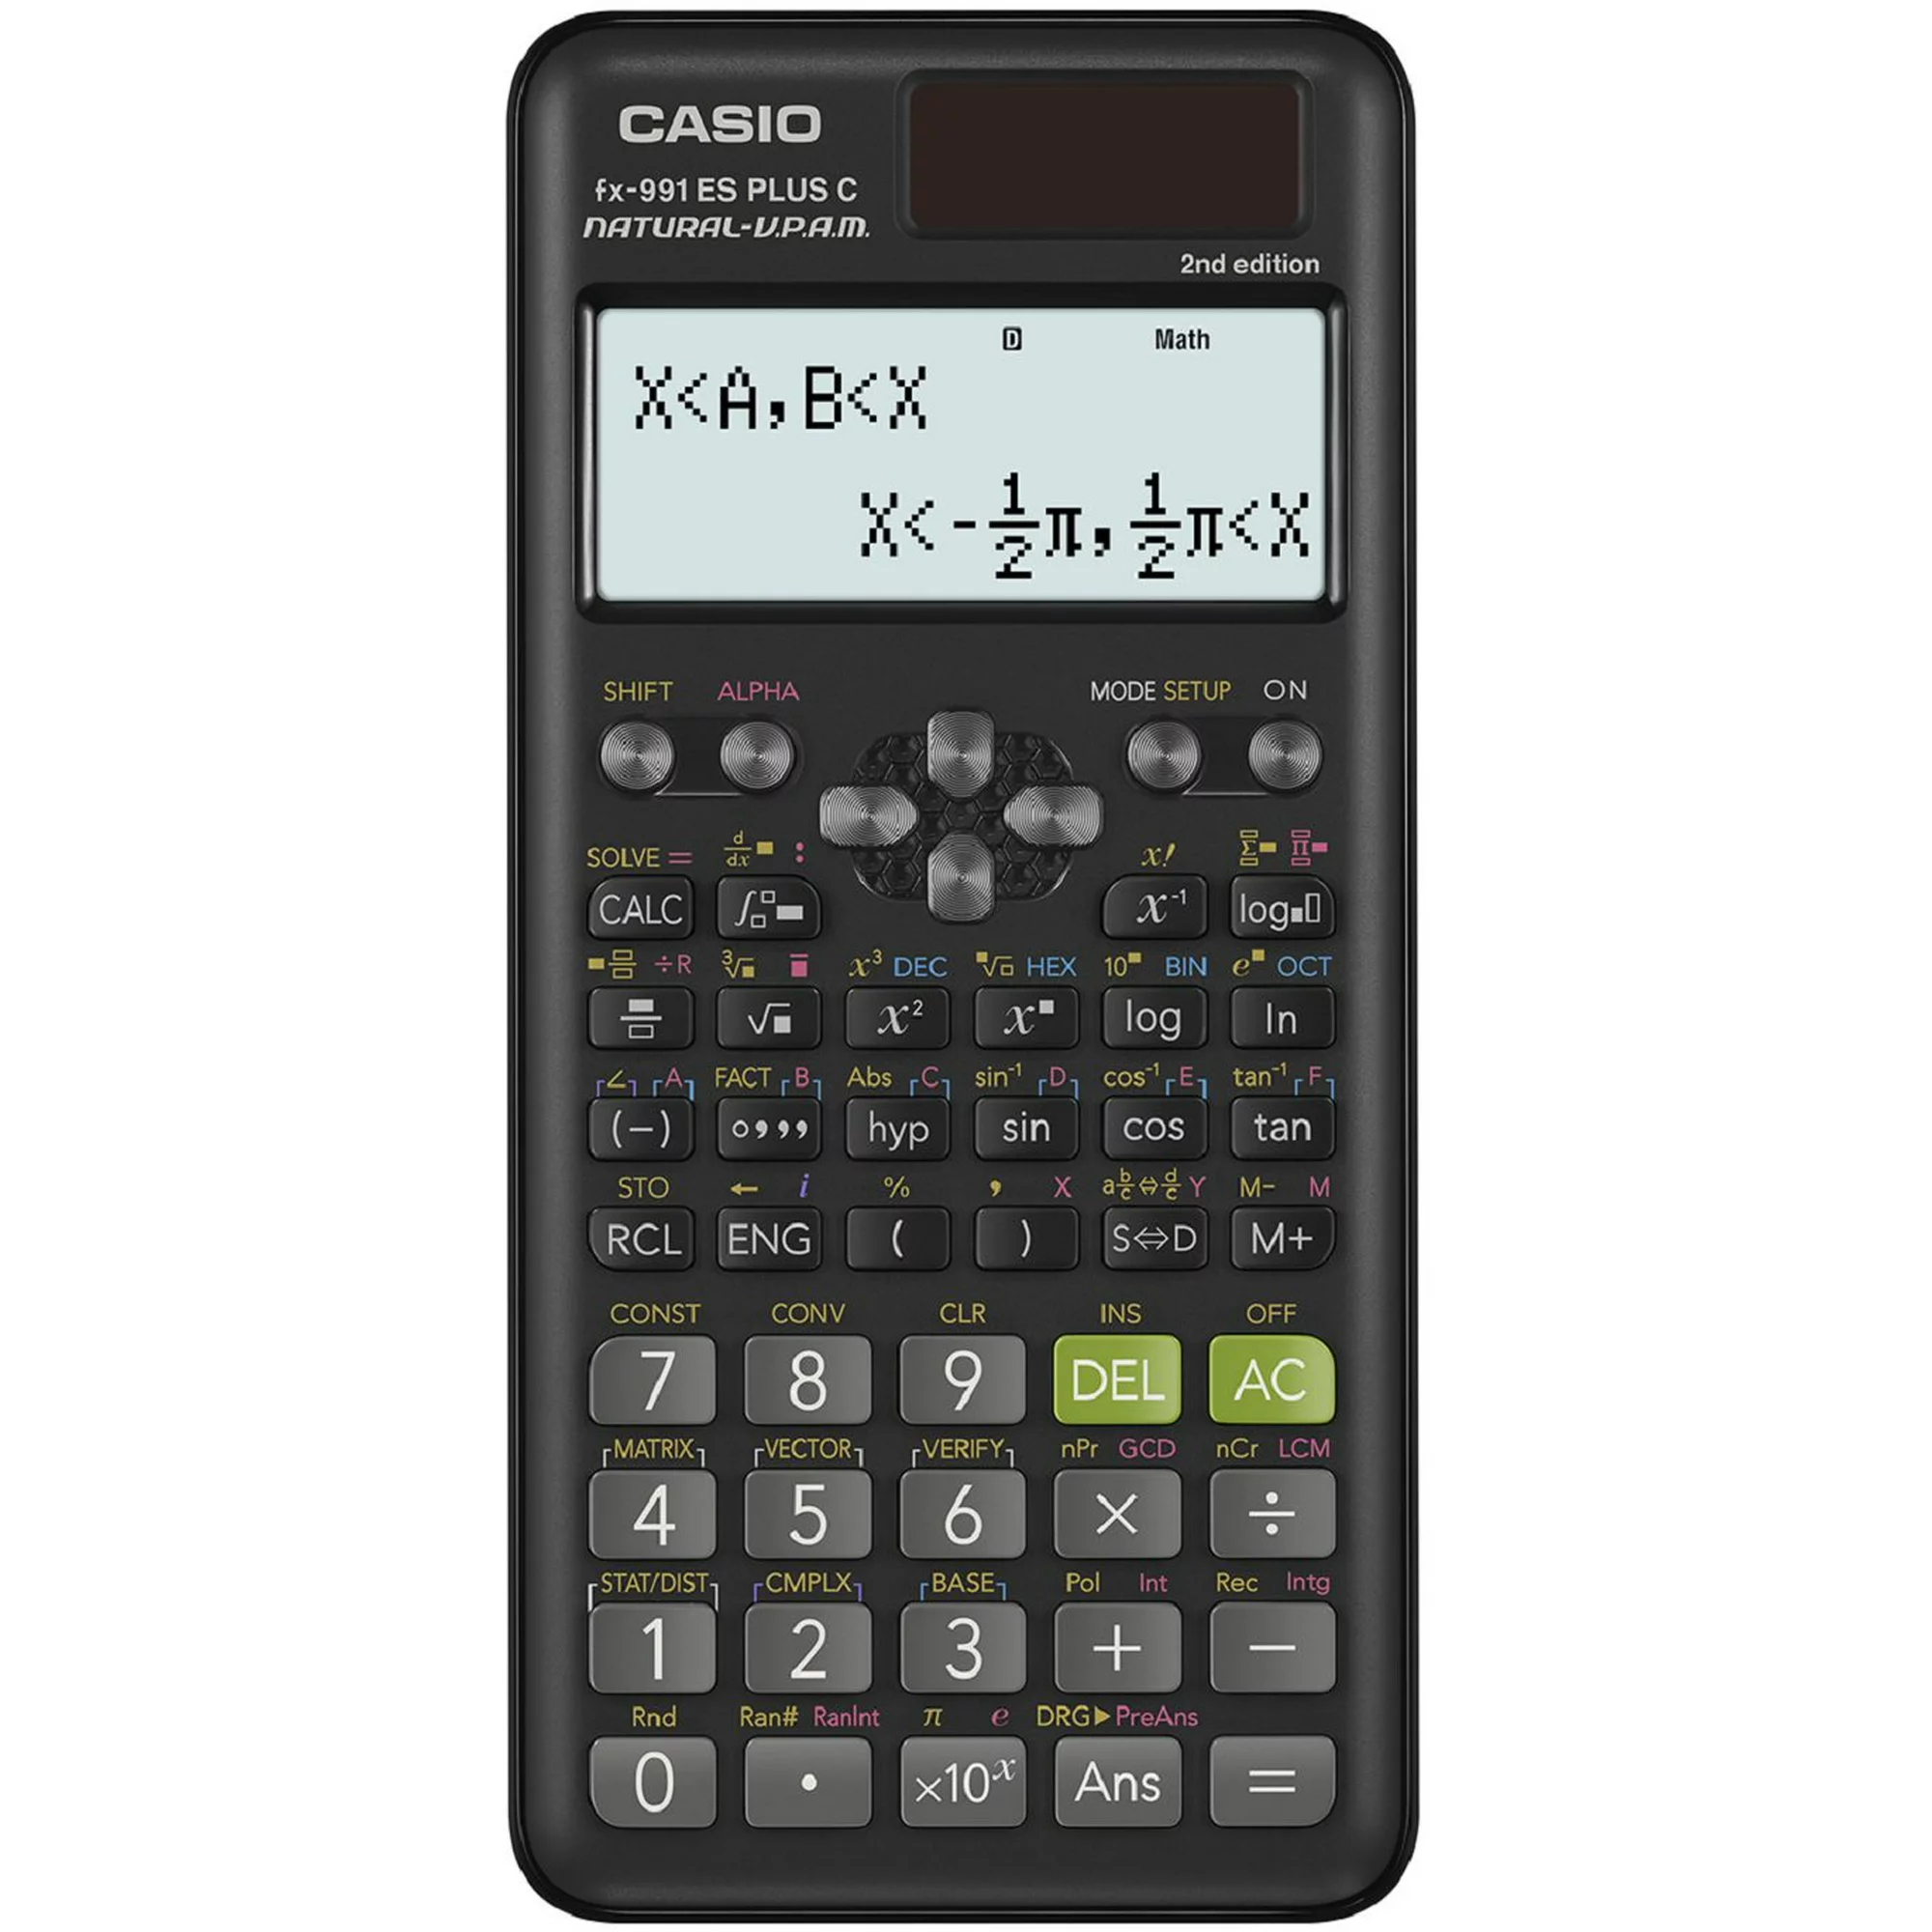 CASIO
fx-991 ES PLUS C
NATURAL-V.P.A.M.
2nd edition
D Math
X<A,B<X
X<-1/2π,1/2π<X
SHIFT ALPHA MODE SETUP ON
SOLVE = d/dx■ : x! Σ▯■ Π▯■
CALC ∫▯■ x⁻¹ log■▯
■▯/▯ ÷R ³√■ ■ x³ DEC ■√▯ HEX 10■ BIN e■ OCT
■/▯ √■ x² x■ log ln
∠ A FACT B Abs C sin⁻¹ D cos⁻¹ E tan⁻¹ F
(−) °,,, hyp sin cos tan
STO ← i % , X a b/c⇔d/c Y M− M
RCL ENG ( ) S⇔D M+
CONST CONV CLR INS OFF
7 8 9 DEL AC
MATRIX VECTOR VERIFY nPr GCD nCr LCM
4 5 6 × ÷
STAT/DIST CMPLX BASE Pol Int Rec Intg
1 2 3 + −
Rnd Ran# RanInt π e DRG▶ PreAns
0 • ×10ˣ Ans =